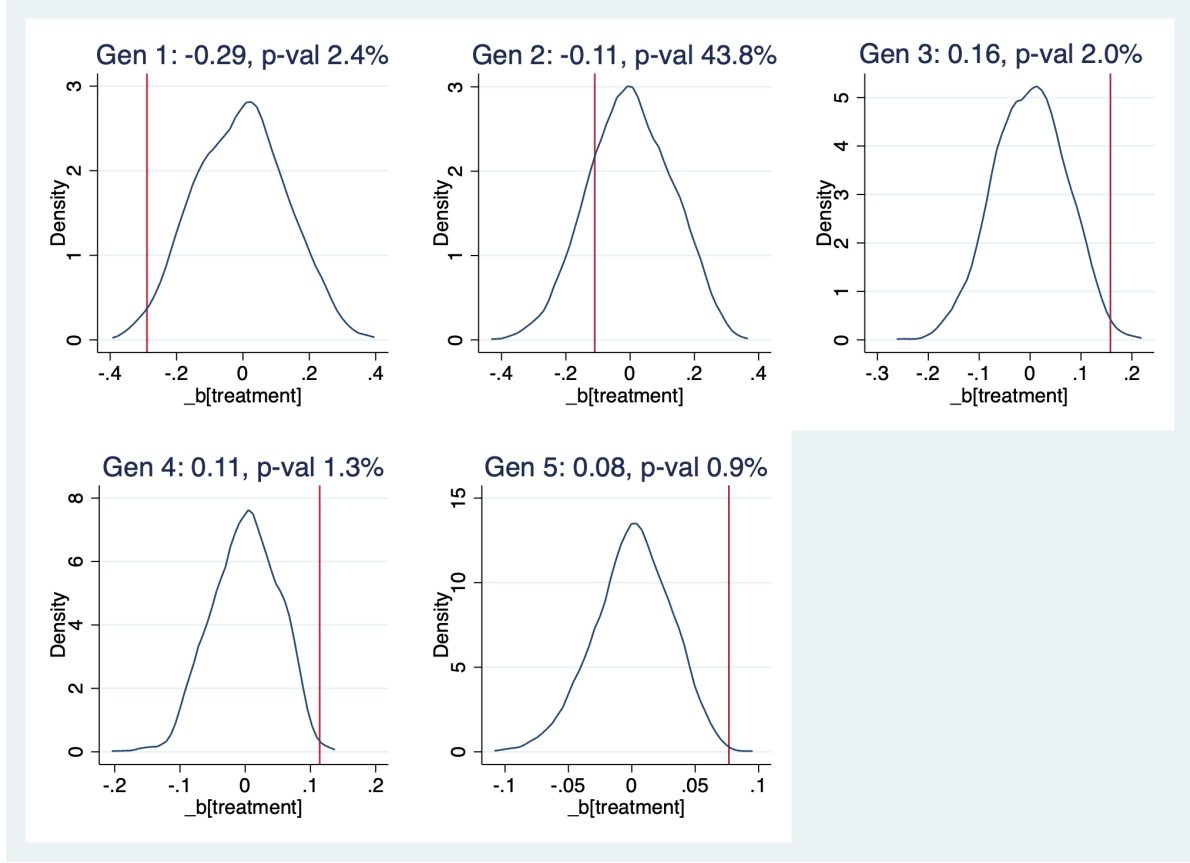 Gen 1: -0.29, p-val 2.4%
Density
3
2
1
0
-.4 -.2 0 .2 .4
_b[treatment]
Gen 2: -0.11, p-val 43.8%
Density
3
2
1
0
-.4 -.2 0 .2 .4
_b[treatment]
Gen 3: 0.16, p-val 2.0%
Density
5
4
3
2
1
0
-.3 -.2 -.1 0 .1 .2
_b[treatment]
Gen 4: 0.11, p-val 1.3%
Density
8
6
4
2
0
-.2 -.1 0 .1 .2
_b[treatment]
Gen 5: 0.08, p-val 0.9%
Density
15
10
5
0
-.1 -.05 0 .05 .1
_b[treatment]